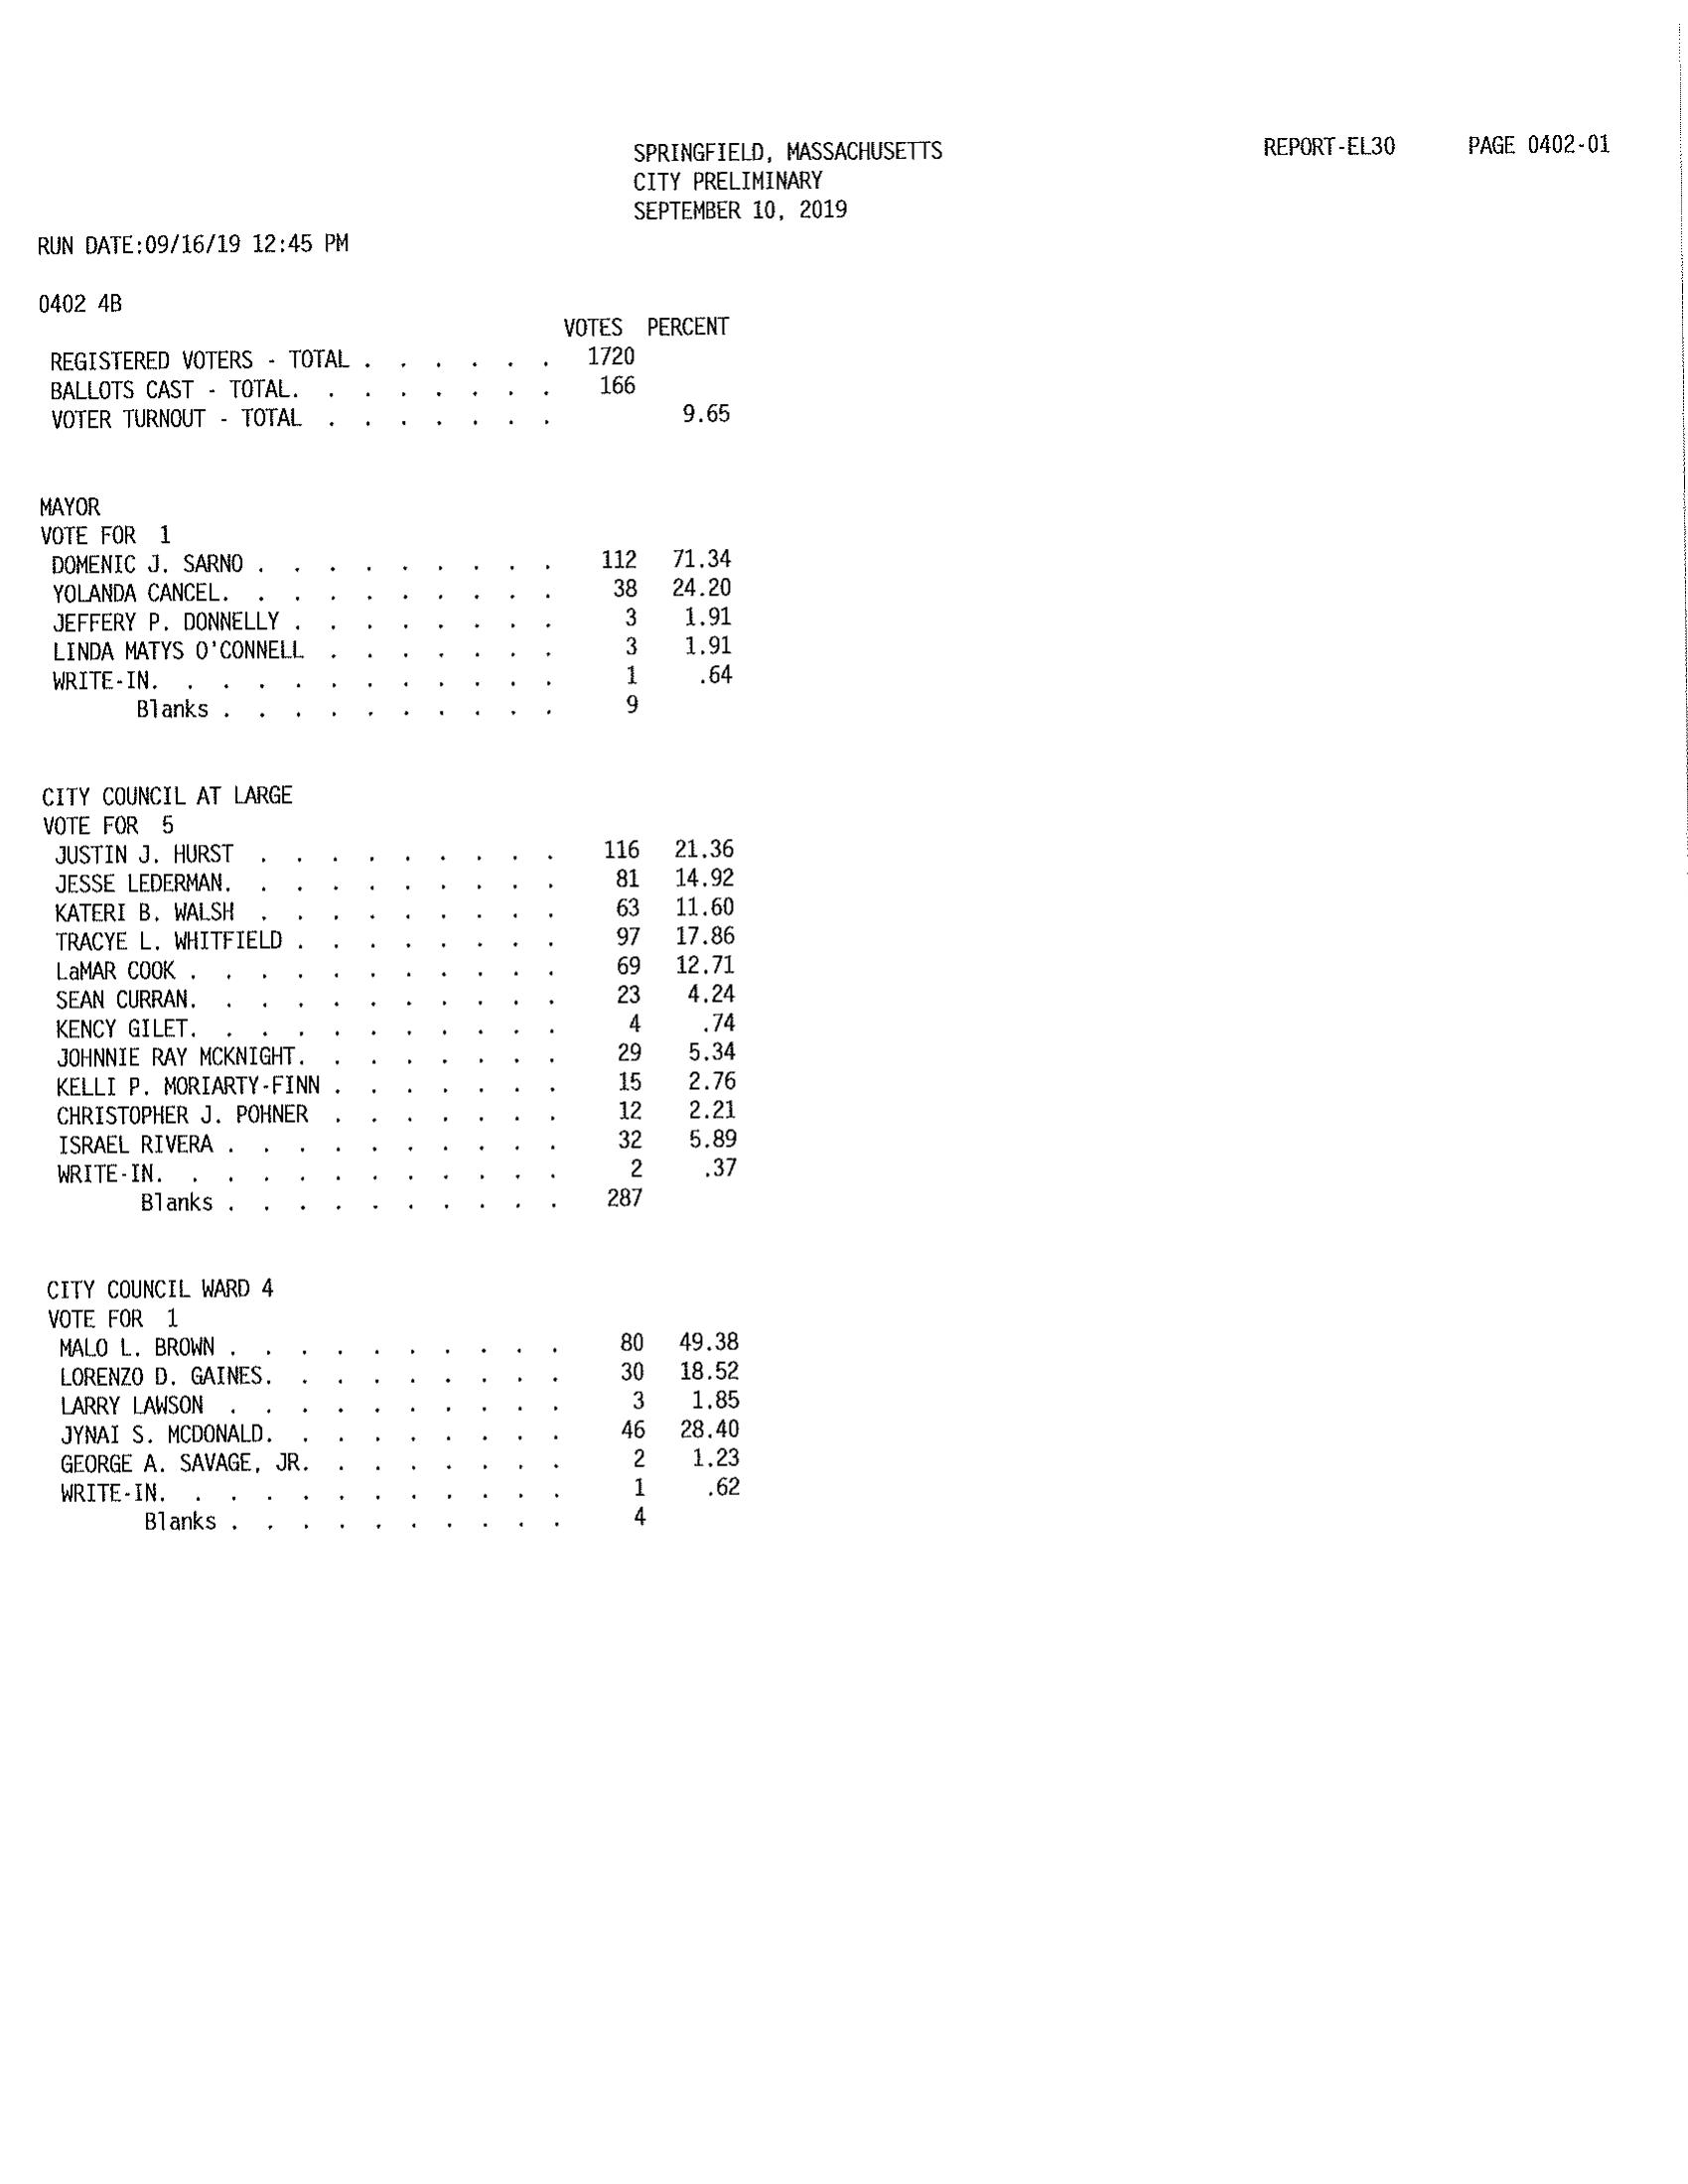 SPRINGFIELD, MASSACHUSETTS REPORT-EL30 PAGE 0402-01
CITY PRELIMINARY
SEPTEMBER 10, 2019
RUN DATE:09/16/19 12:45 PM
0402 4B
VOTES PERCENT
REGISTERED VOTERS - TOTAL . . . . . . 1720
BALLOTS CAST - TOTAL. . . . . . . . 166
VOTER TURNOUT - TOTAL . . . . . . . 9.65
MAYOR
VOTE FOR 1
DOMENIC J. SARNO . . . . . . . . . 112 71.34
YOLANDA CANCEL. . . . . . . . . . 38 24.20
JEFFERY P. DONNELLY . . . . . . . . 3 1.91
LINDA MATYS O'CONNELL . . . . . . . 3 1.91
WRITE-IN. . . . . . . . . . . . 1 .64
Blanks . . . . . . . . . . 9
CITY COUNCIL AT LARGE
VOTE FOR 5
JUSTIN J. HURST . . . . . . . . . 116 21.36
JESSE LEDERMAN. . . . . . . . . . 81 14.92
KATERI B. WALSH . . . . . . . . . 63 11.60
TRACYE L. WHITFIELD . . . . . . . . 97 17.86
LaMAR COOK . . . . . . . . . . . 69 12.71
SEAN CURRAN. . . . . . . . . . . 23 4.24
KENCY GILET. . . . . . . . . . . 4 .74
JOHNNIE RAY MCKNIGHT. . . . . . . . 29 5.34
KELLI P. MORIARTY-FINN . . . . . . . 15 2.76
CHRISTOPHER J. POHNER . . . . . . . 12 2.21
ISRAEL RIVERA . . . . . . . . . . 32 5.89
WRITE-IN. . . . . . . . . . . . 2 .37
Blanks . . . . . . . . . . 287
CITY COUNCIL WARD 4
VOTE FOR 1
MALO L. BROWN . . . . . . . . . . 80 49.38
LORENZO D. GAINES. . . . . . . . . 30 18.52
LARRY LAWSON . . . . . . . . . . 3 1.85
JYNAI S. MCDONALD. . . . . . . . . 46 28.40
GEORGE A. SAVAGE, JR. . . . . . . . 2 1.23
WRITE-IN. . . . . . . . . . . . 1 .62
Blanks . . . . . . . . . . 4